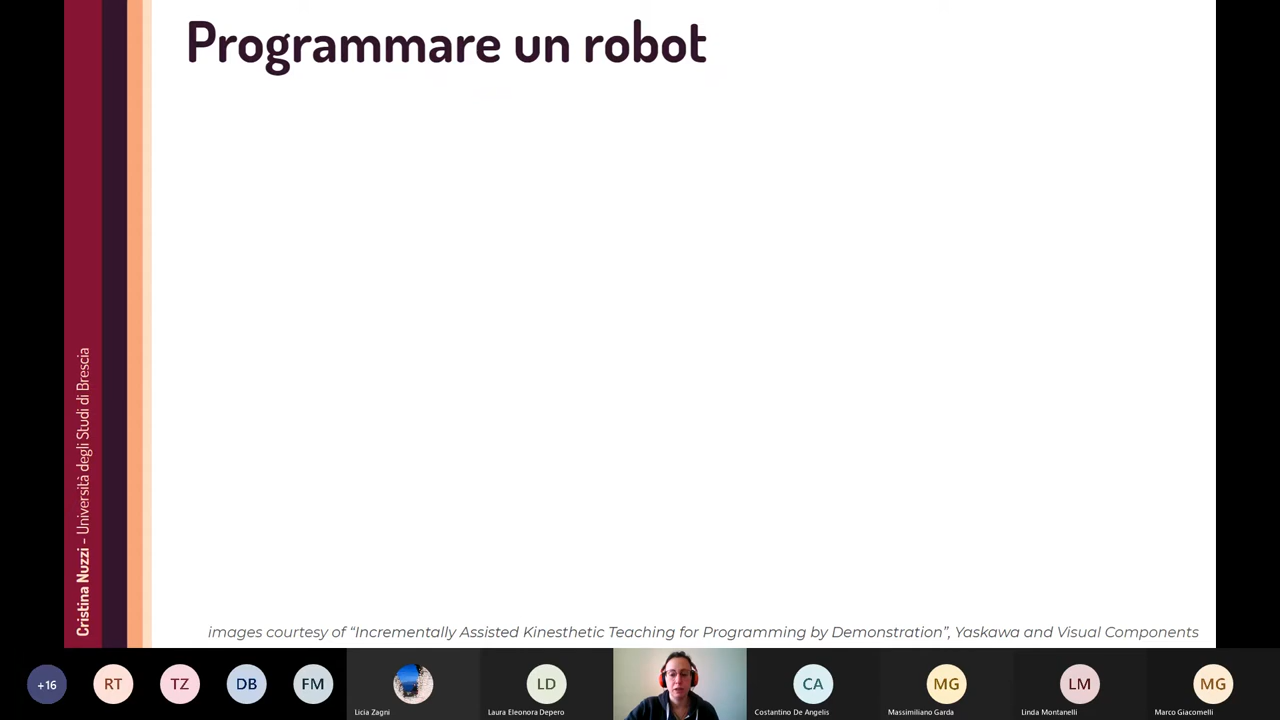 Programmare un robot
Cristina Nuzzi – Università degli Studi di Brescia
images courtesy of “Incrementally Assisted Kinesthetic Teaching for Programming by Demonstration”, Yaskawa and Visual Components
+16
RT
TZ
DB
FM
Licia Zagni
LD
Laura Eleonora Depero
CA
Costantino De Angelis
MG
Massimiliano Garda
LM
Linda Montanelli
MG
Marco Giacomelli